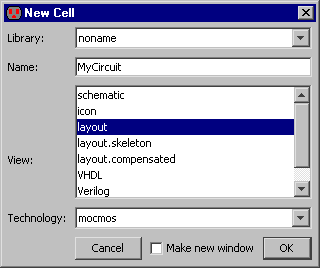 New Cell
Library: noname
Name: MyCircuit
View:
schematic
icon
layout
layout.skeleton
layout.compensated
VHDL
Verilog
Technology: mocmos
Cancel Make new window OK